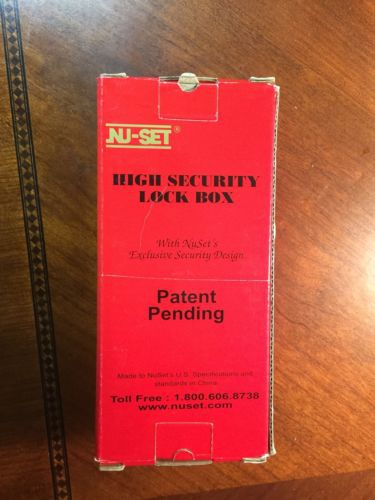 NU-SET®
HIGH SECURITY
LOCK BOX
With NuSet's
Exclusive Security Design
Patent
Pending
Made to NuSet's U.S. Specifications and
standards in China
Toll Free : 1.800.606.8738
www.nuset.com